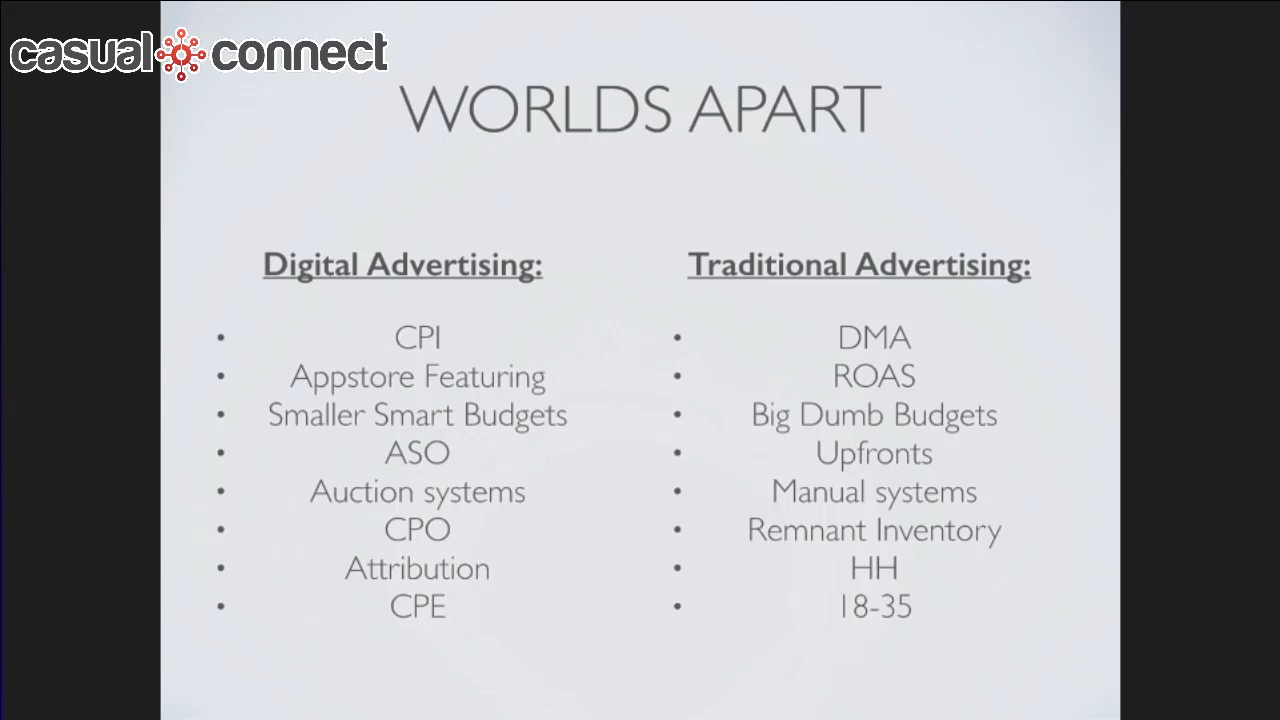 casual connect
WORLDS APART
Digital Advertising:
• CPI
• Appstore Featuring
• Smaller Smart Budgets
• ASO
• Auction systems
• CPO
• Attribution
• CPE
Traditional Advertising:
• DMA
• ROAS
• Big Dumb Budgets
• Upfronts
• Manual systems
• Remnant Inventory
• HH
• 18-35